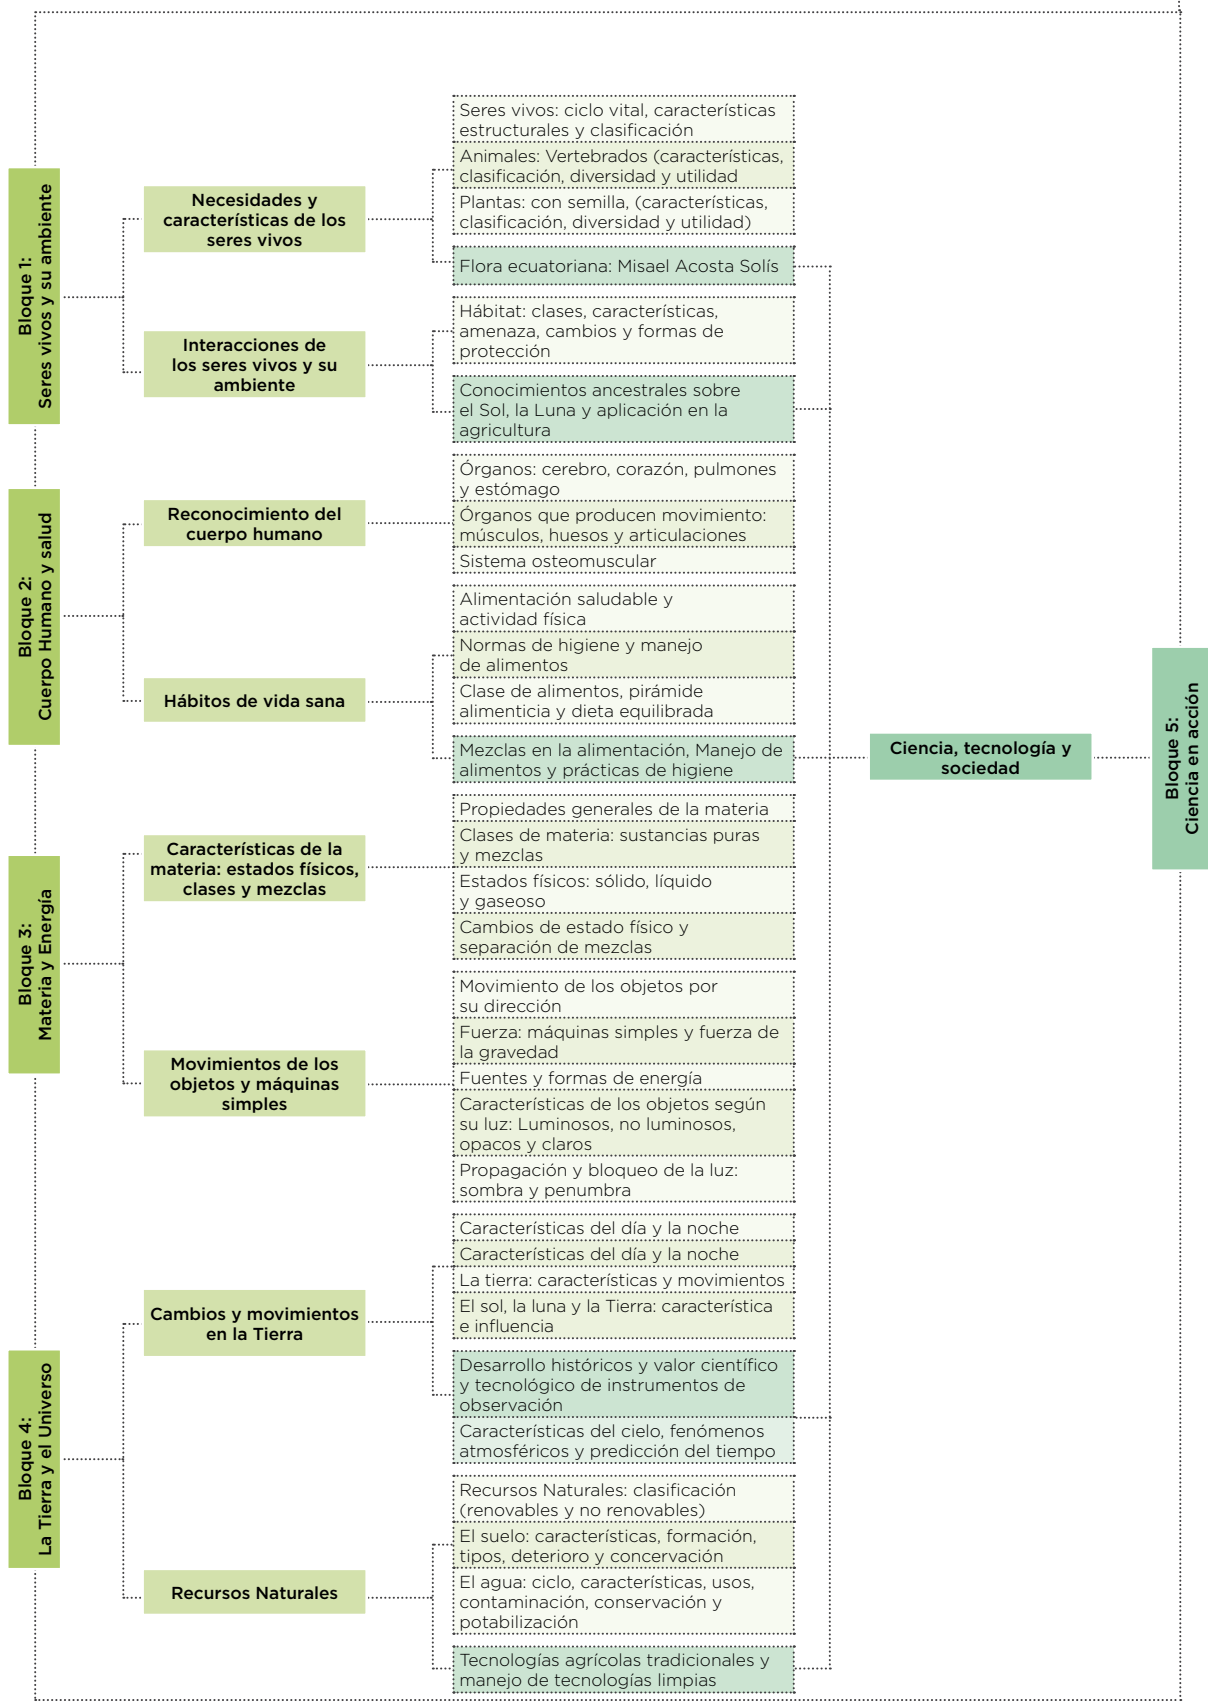 Bloque 1:
Seres vivos y su ambiente
Necesidades y
características de los
seres vivos
Seres vivos: ciclo vital, características
estructurales y clasificación
Animales: Vertebrados (características,
clasificación, diversidad y utilidad
Plantas: con semilla, (características,
clasificación, diversidad y utilidad)
Flora ecuatoriana: Misael Acosta Solís
Interacciones de
los seres vivos y su
ambiente
Hábitat: clases, características,
amenaza, cambios y formas de
protección
Conocimientos ancestrales sobre
el Sol, la Luna y aplicación en la
agricultura
Bloque 2:
Cuerpo Humano y salud
Reconocimiento del
cuerpo humano
Órganos: cerebro, corazón, pulmones
y estómago
Órganos que producen movimiento:
músculos, huesos y articulaciones
Sistema osteomuscular
Hábitos de vida sana
Alimentación saludable y
actividad física
Normas de higiene y manejo
de alimentos
Clase de alimentos, pirámide
alimenticia y dieta equilibrada
Mezclas en la alimentación, Manejo de
alimentos y prácticas de higiene
Bloque 3:
Materia y Energía
Características de la
materia: estados físicos,
clases y mezclas
Propiedades generales de la materia
Clases de materia: sustancias puras
y mezclas
Estados físicos: sólido, líquido
y gaseoso
Cambios de estado físico y
separación de mezclas
Movimientos de los
objetos y máquinas
simples
Movimiento de los objetos por
su dirección
Fuerza: máquinas simples y fuerza de
la gravedad
Fuentes y formas de energía
Características de los objetos según
su luz: Luminosos, no luminosos,
opacos y claros
Propagación y bloqueo de la luz:
sombra y penumbra
Bloque 4:
La Tierra y el Universo
Cambios y movimientos
en la Tierra
Características del día y la noche
Características del día y la noche
La tierra: características y movimientos
El sol, la luna y la Tierra: característica
e influencia
Desarrollo históricos y valor científico
y tecnológico de instrumentos de
observación
Características del cielo, fenómenos
atmosféricos y predicción del tiempo
Recursos Naturales
Recursos Naturales: clasificación
(renovables y no renovables)
El suelo: características, formación,
tipos, deterioro y concervación
El agua: ciclo, características, usos,
contaminación, conservación y
potabilización
Tecnologías agrícolas tradicionales y
manejo de tecnologías limpias
Ciencia, tecnología y
sociedad
Bloque 5:
Ciencia en acción